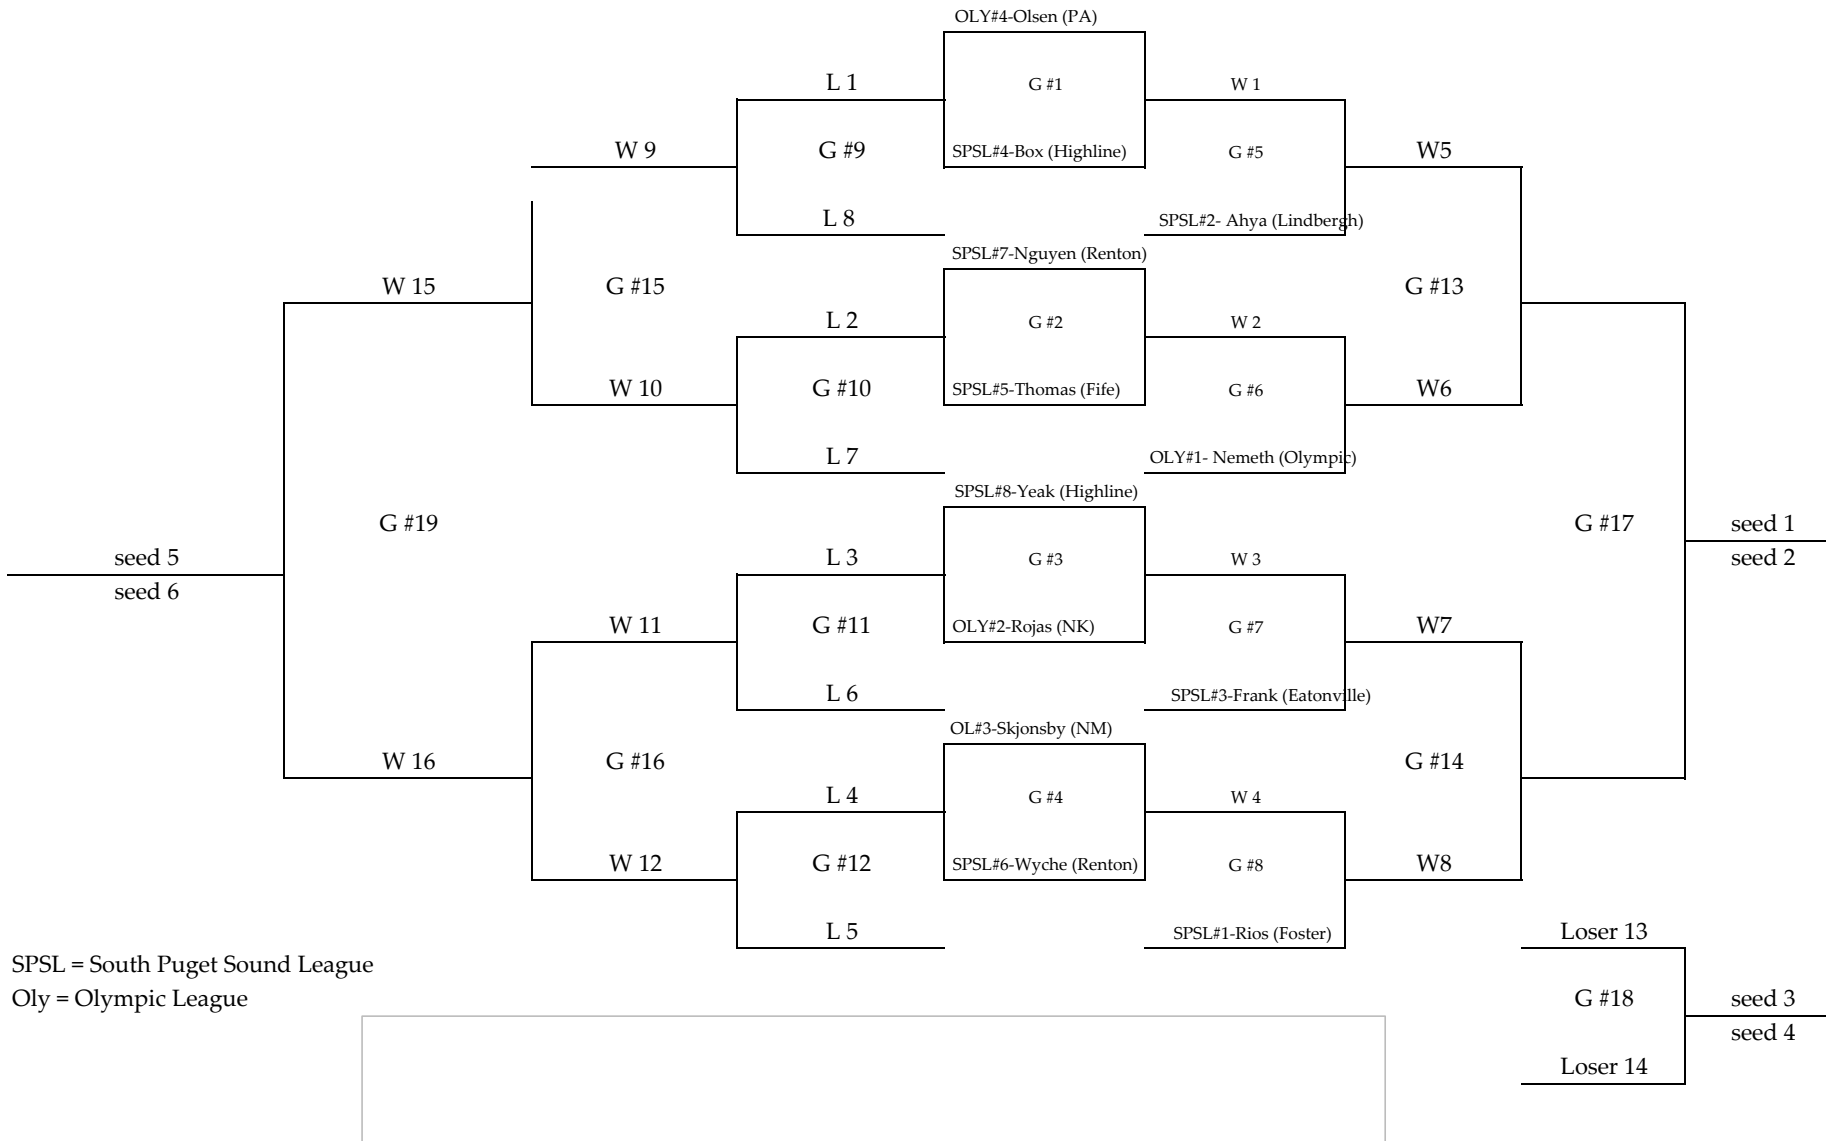 OLY#4-Olsen (PA)
L 1
G #1
W 1
W 9
G #9
SPSL#4-Box (Highline)
G #5
W5
L 8
SPSL#2- Ahya (Lindbergh)
SPSL#7-Nguyen (Renton)
W 15
G #15
G #13
L 2
G #2
W 2
W 10
G #10
SPSL#5-Thomas (Fife)
G #6
W6
L 7
OLY#1- Nemeth (Olympic)
SPSL#8-Yeak (Highline)
G #19
G #17
seed 1
seed 5
L 3
G #3
W 3
seed 2
seed 6
W 11
G #11
OLY#2-Rojas (NK)
G #7
W7
L 6
SPSL#3-Frank (Eatonville)
OL#3-Skjonsby (NM)
W 16
G #16
G #14
L 4
G #4
W 4
W 12
G #12
SPSL#6-Wyche (Renton)
G #8
W8
L 5
SPSL#1-Rios (Foster)
Loser 13
SPSL = South Puget Sound League
Oly = Olympic League
G #18
seed 3
seed 4
Loser 14